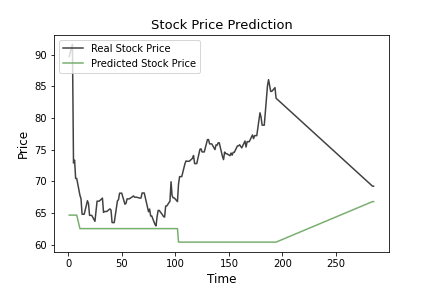 Stock Price Prediction
Real Stock Price
Predicted Stock Price
Price
90
85
80
75
70
65
60
0 50 100 150 200 250
Time